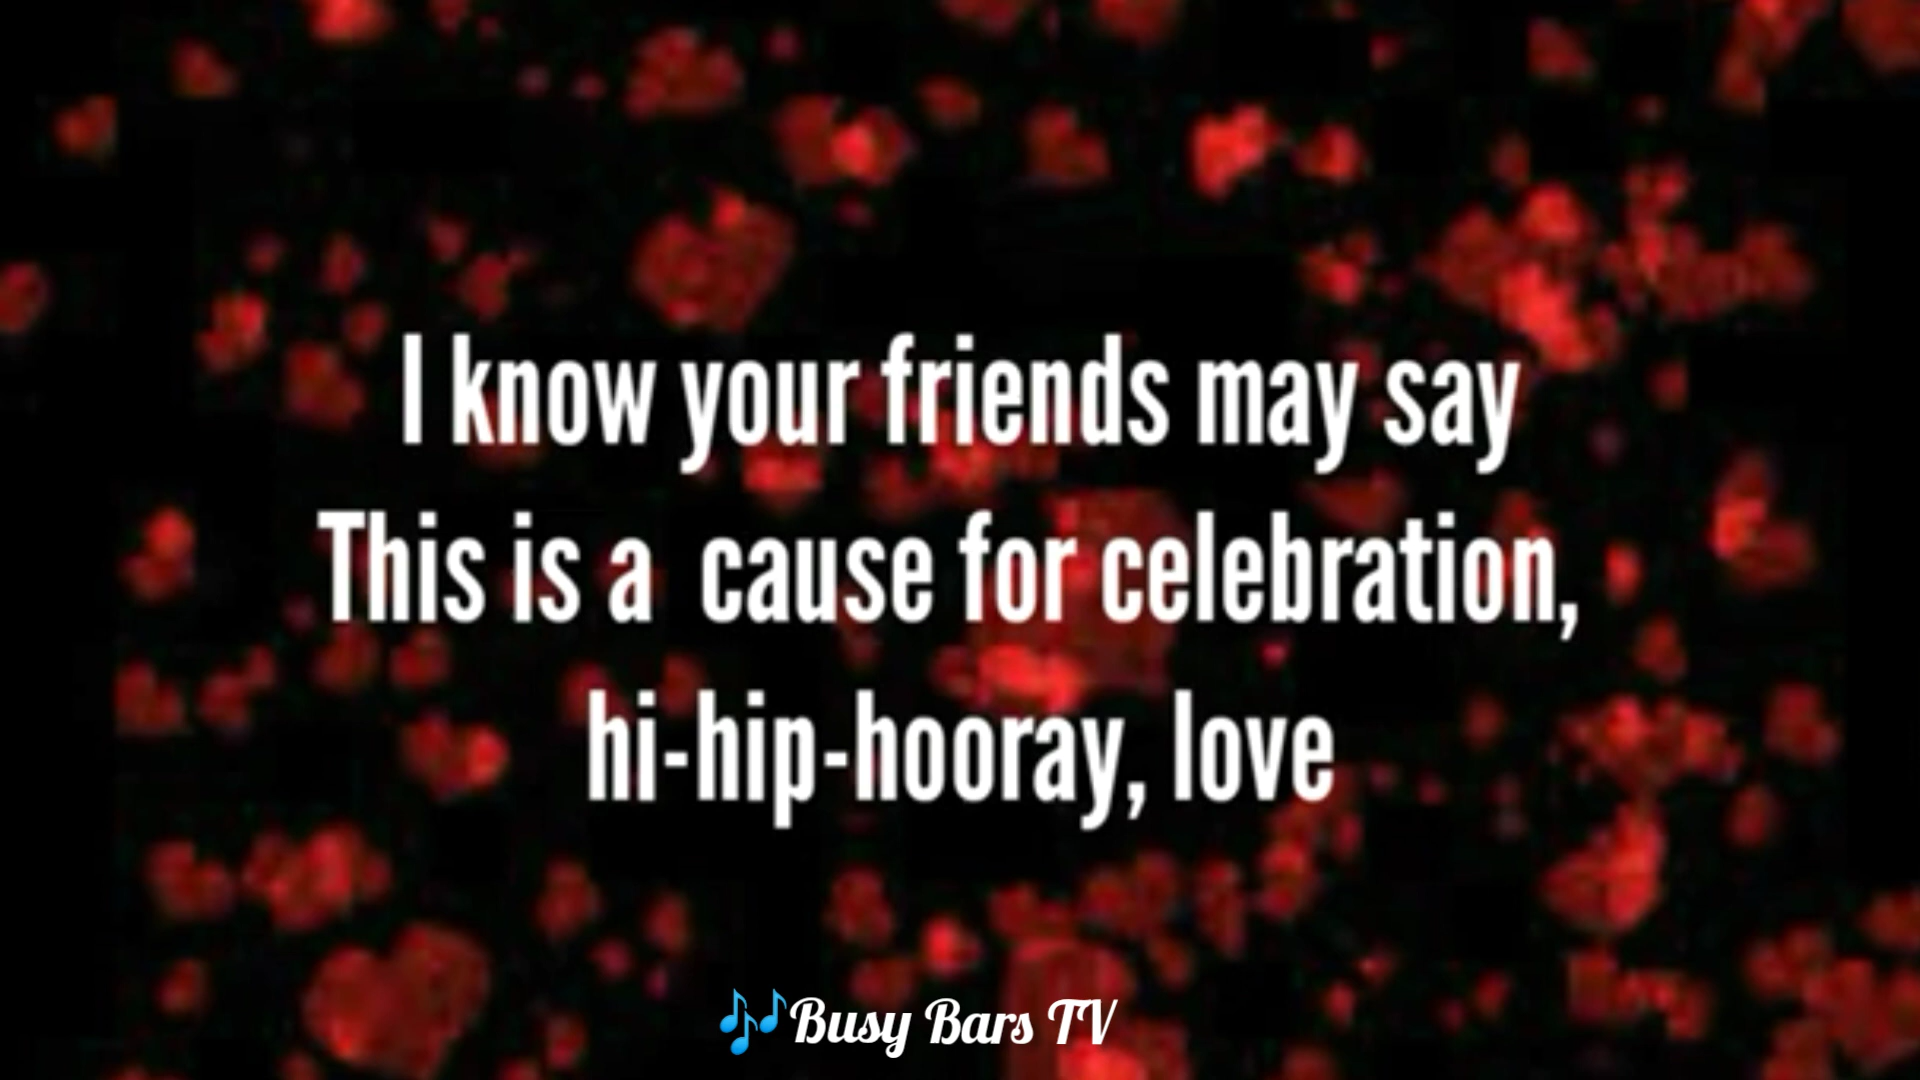 I know your friends may say
This is a  cause for celebration,
hi-hip-hooray, love
🎶Busy Bars TV